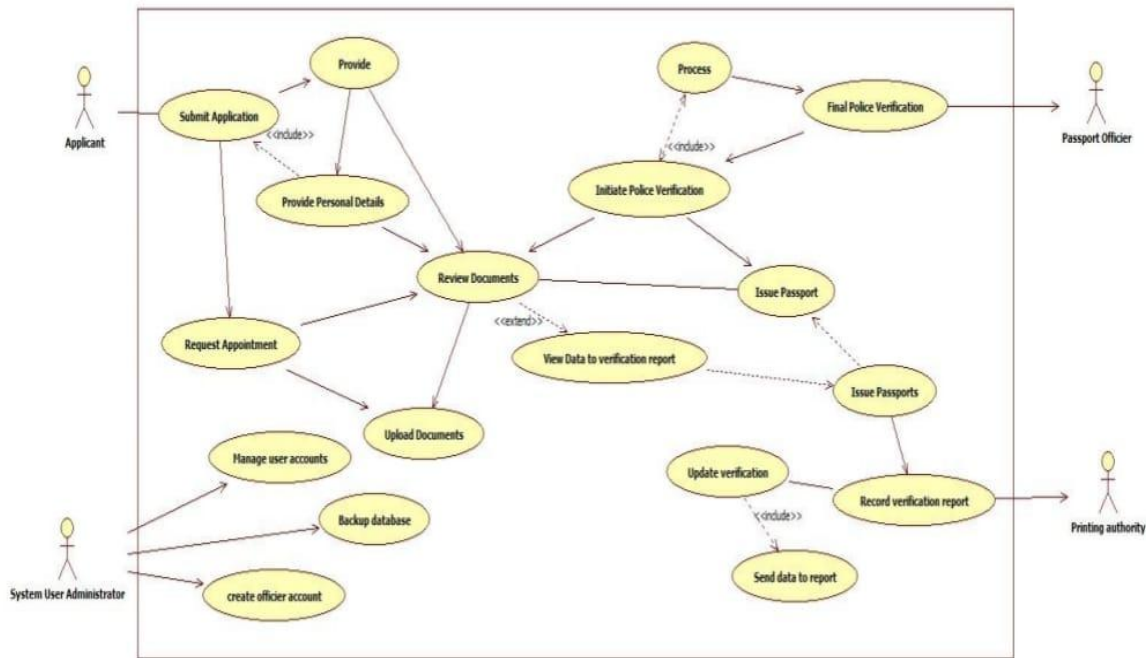 Provide
Process
Submit Application
Final Police Verification
Applicant
<<include>>
Passport Officier
<<include>>
Provide Personal Details
Initiate Police Verification
Review Documents
Issue Passport
<<extend>>
Request Appointment
View Data to verification report
Issue Passports
Upload Documents
Manage user accounts
Update verification
Record verification report
Backup database
<<include>>
Printing authority
Send data to report
System User Administrator
create officier account